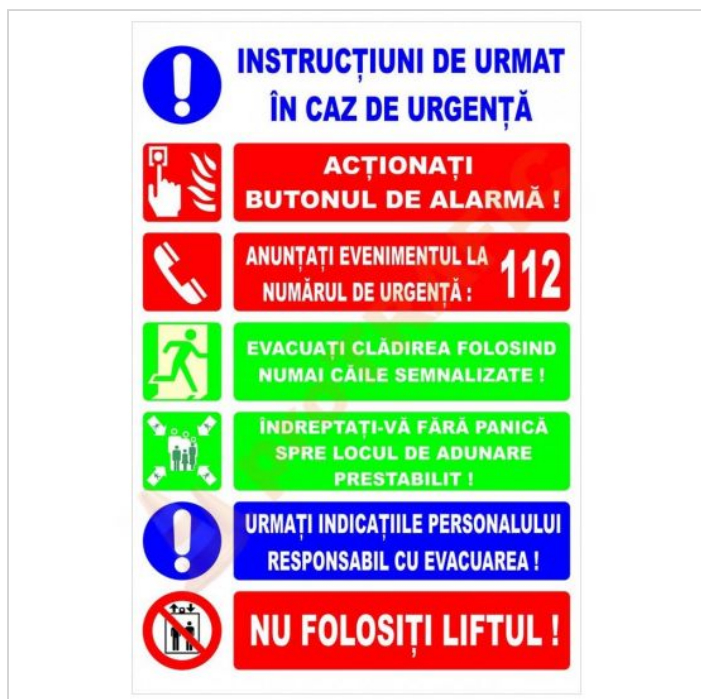 INSTRUCȚIUNI DE URMAT
ÎN CAZ DE URGENȚĂ
ACȚIONAȚI
BUTONUL DE ALARMĂ !
ANUNȚAȚI EVENIMENTUL LA
NUMĂRUL DE URGENȚĂ : 112
EVACUAȚI CLĂDIREA FOLOSIND
NUMAI CĂILE SEMNALIZATE !
ÎNDREPTAȚI-VĂ FĂRĂ PANICĂ
SPRE LOCUL DE ADUNARE
PRESTABILIT !
URMAȚI INDICAȚIILE PERSONALULUI
RESPONSABIL CU EVACUAREA !
NU FOLOSIȚI LIFTUL !